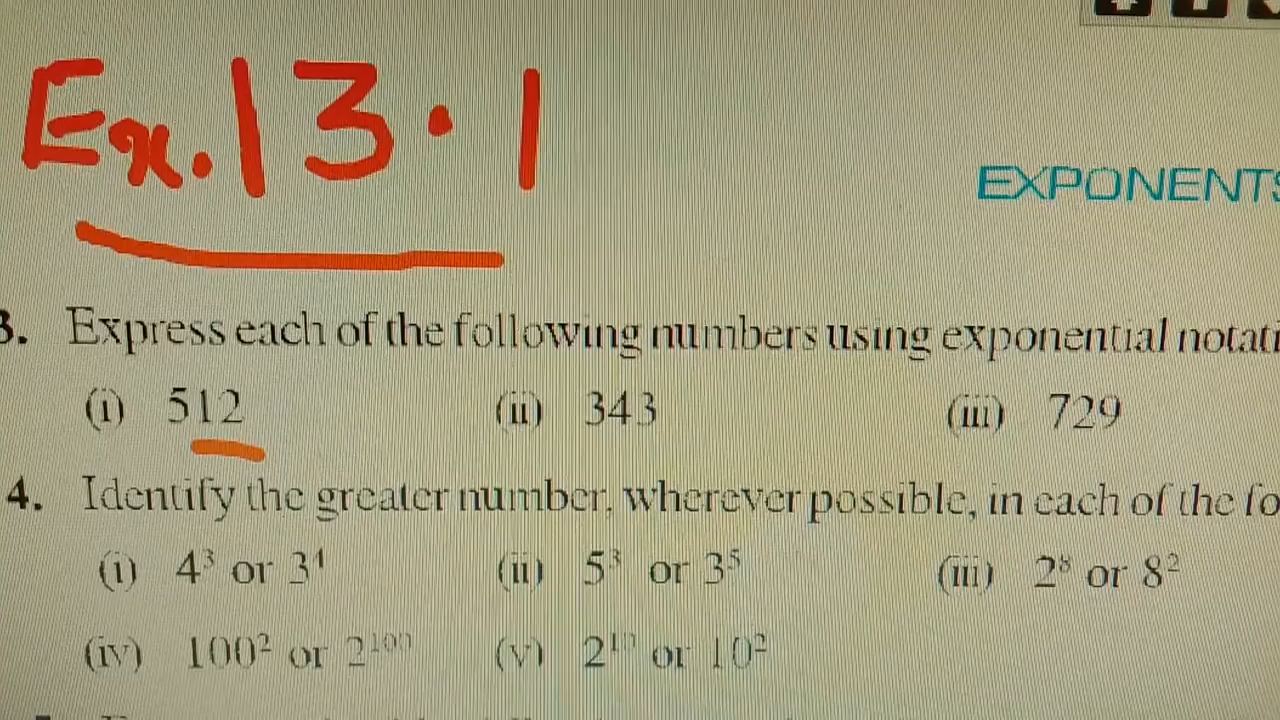 Ex.13.1
EXPONENTS
3. Express each of the following numbers using exponential notati
(i) 512 (ii) 343 (iii) 729
4. Identify the greater number, wherever possible, in each of the fo
(i) 4³ or 3⁴ (ii) 5³ or 3⁵ (iii) 2⁸ or 8²
(iv) 100² or 2¹⁰⁰ (v) 2¹⁰ or 10²